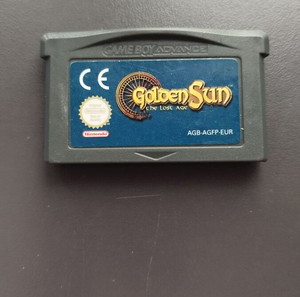 GAME BOY ADVANCE
CE
Golden Sun
the Lost Age
Nintendo
AGB-AGFP-EUR